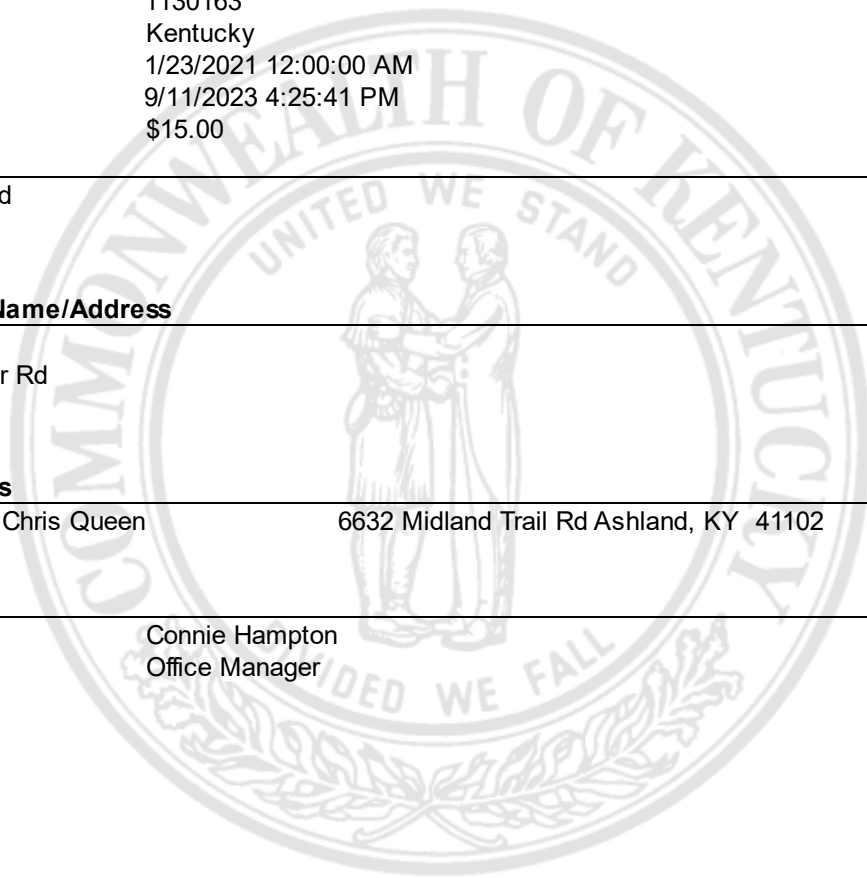 1130163
Kentucky
1/23/2021 12:00:00 AM
9/11/2023 4:25:41 PM
$15.00
d
Name/Address
r Rd
s
Chris Queen 6632 Midland Trail Rd Ashland, KY 41102
Connie Hampton
Office Manager
COMMONWEALTH OF KENTUCKY
UNITED WE STAND
DIVIDED WE FALL